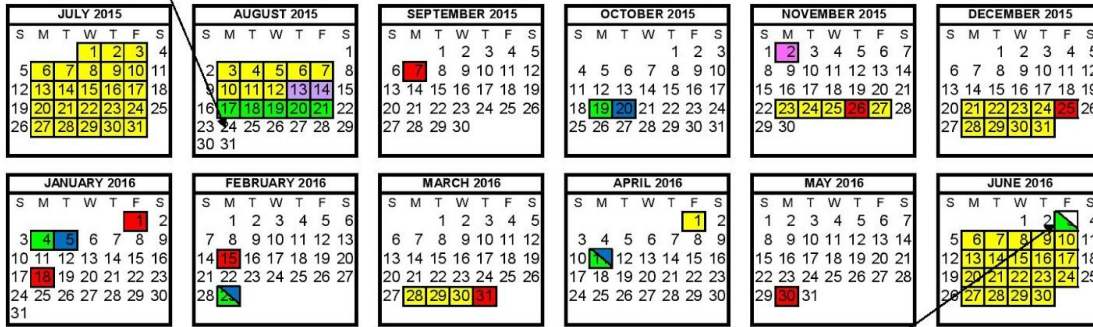 JULY 2015
S M T W T F S
1 2 3 4
5 6 7 8 9 10 11
12 13 14 15 16 17 18
19 20 21 22 23 24 25
26 27 28 29 30 31
AUGUST 2015
S M T W T F S
1
2 3 4 5 6 7 8
9 10 11 12 13 14 15
16 17 18 19 20 21 22
23 24 25 26 27 28 29
30 31
SEPTEMBER 2015
S M T W T F S
1 2 3 4 5
6 7 8 9 10 11 12
13 14 15 16 17 18 19
20 21 22 23 24 25 26
27 28 29 30
OCTOBER 2015
S M T W T F S
1 2 3
4 5 6 7 8 9 10
11 12 13 14 15 16 17
18 19 20 21 22 23 24
25 26 27 28 29 30 31
NOVEMBER 2015
S M T W T F S
1 2 3 4 5 6 7
8 9 10 11 12 13 14
15 16 17 18 19 20 21
22 23 24 25 26 27 28
29 30
DECEMBER 2015
S M T W T F S
1 2 3 4 5
6 7 8 9 10 11 12
13 14 15 16 17 18 19
20 21 22 23 24 25 26
27 28 29 30 31
JANUARY 2016
S M T W T F S
1 2
3 4 5 6 7 8 9
10 11 12 13 14 15 16
17 18 19 20 21 22 23
24 25 26 27 28 29 30
31
FEBRUARY 2016
S M T W T F S
1 2 3 4 5 6
7 8 9 10 11 12 13
14 15 16 17 18 19 20
21 22 23 24 25 26 27
28 29
MARCH 2016
S M T W T F S
1 2 3 4 5
6 7 8 9 10 11 12
13 14 15 16 17 18 19
20 21 22 23 24 25 26
27 28 29 30 31
APRIL 2016
S M T W T F S
1 2
3 4 5 6 7 8 9
10 11 12 13 14 15 16
17 18 19 20 21 22 23
24 25 26 27 28 29 30
MAY 2016
S M T W T F S
1 2 3 4 5 6 7
8 9 10 11 12 13 14
15 16 17 18 19 20 21
22 23 24 25 26 27 28
29 30 31
JUNE 2016
S M T W T F S
1 2 3 4
5 6 7 8 9 10 11
12 13 14 15 16 17 18
19 20 21 22 23 24 25
26 27 28 29 30